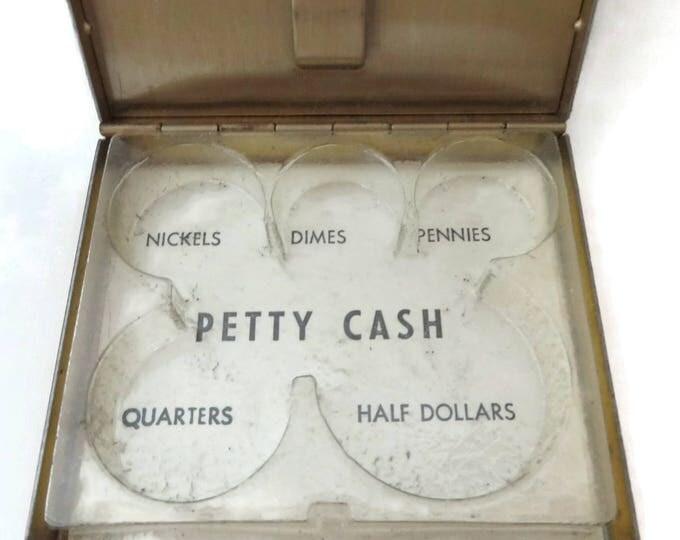 NICKELS DIMES PENNIES
PETTY CASH
QUARTERS HALF DOLLARS